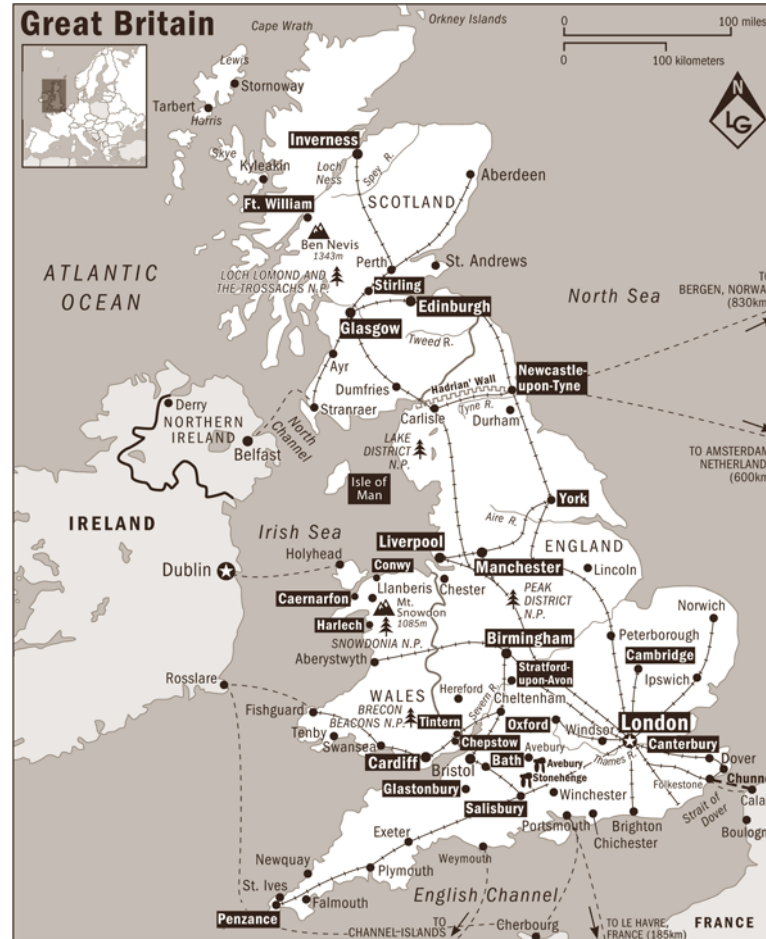 Great Britain
Cape Wrath
Orkney Islands
0 100 miles
0 100 kilometers
N
LG
Lewis
Stornoway
Tarbert
Harris
Skye
Kyleakin
Inverness
Loch
Ness
Spey R.
Aberdeen
SCOTLAND
Ft. William
Ben Nevis
1343m
Perth
St. Andrews
ATLANTIC
OCEAN
LOCH LOMOND AND
THE TROSSACHS N.P.
Stirling
Edinburgh
North Sea
TO
BERGEN, NORWA
(830km)
Glasgow
Tweed R.
Ayr
Newcastle-
upon-Tyne
Hadrian' Wall
Dumfries
Derry
NORTHERN
IRELAND
Stranraer
Carlisle
Tyne R.
Durham
North
Channel
Belfast
LAKE
DISTRICT
N.P.
TO AMSTERDAM
NETHERLAND
(600km
Isle of
Man
York
IRELAND
Irish Sea
Aire R.
Liverpool
ENGLAND
Holyhead
Conwy
Manchester
Dublin
Lincoln
Llanberis
Chester
Caernarfon
Mt.
Snowdon
1085m
PEAK
DISTRICT
N.P.
Norwich
Harlech
SNOWDONIA N.P.
Birmingham
Peterborough
Aberystwyth
Stratford-
upon-Avon
Cambridge
Rosslare
WALES
Hereford
Severn R.
Cheltenham
Ipswich
Fishguard
BRECON
BEACONS N.P.
Tintern
Oxford
London
Tenby
Swansea
Chepstow
Windsor
Canterbury
Cardiff
Bristol
Bath
Avebury
Avebury
Stonehenge
Thames R.
Dover
Folkestone
Chunne
Glastonbury
Winchester
Cala
Salisbury
Strait of
Dover
Boulogn
Exeter
Portsmouth
Brighton
Chichester
Newquay
Plymouth
Weymouth
St. Ives
Falmouth
English Channel
Penzance
TO
CHANNEL ISLANDS
Cherbourg
TO LE HAVRE,
FRANCE (185km)
FRANCE